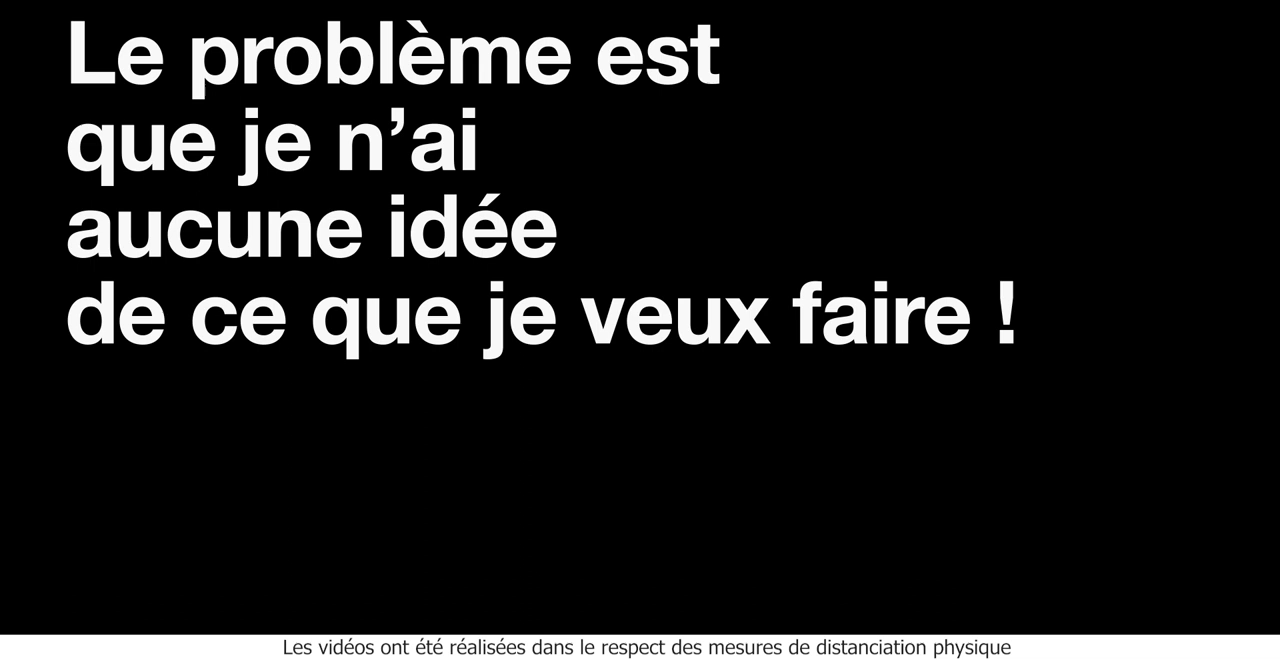 Le problème est
que je n’ai
aucune idée
de ce que je veux faire !
Les vidéos ont été réalisées dans le respect des mesures de distanciation physique